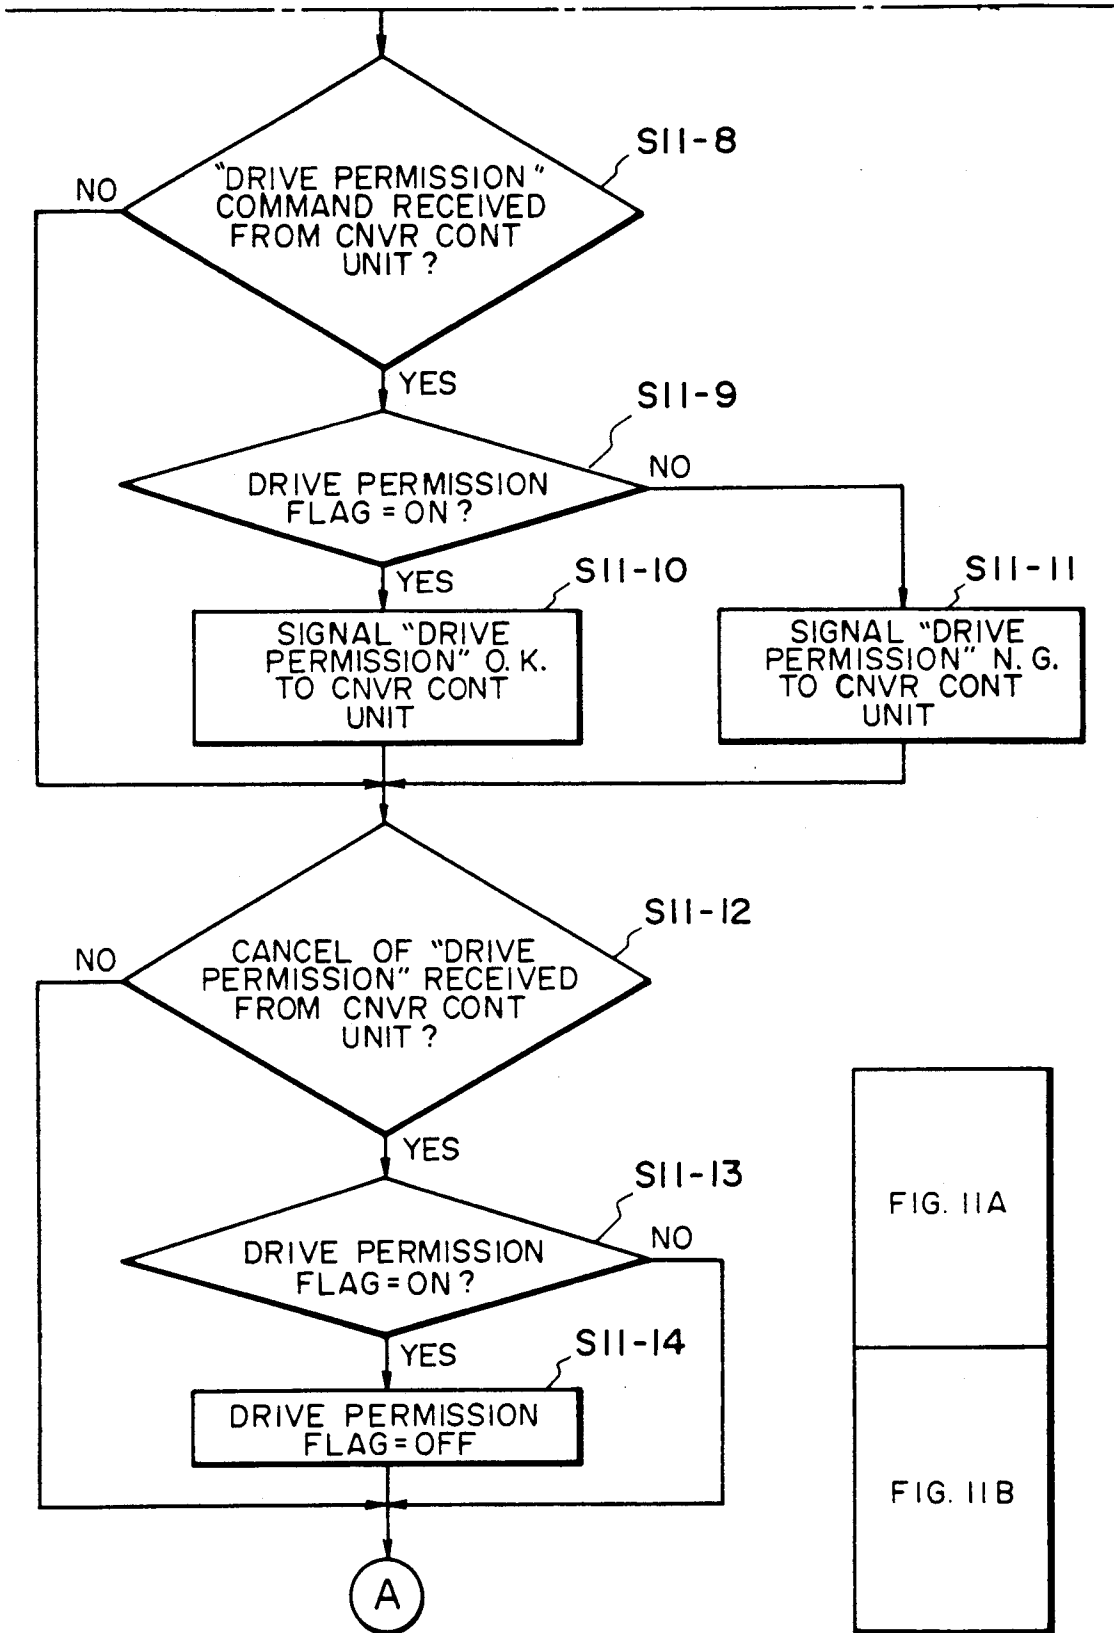 S11-8
NO
"DRIVE PERMISSION"
COMMAND RECEIVED
FROM CNVR CONT
UNIT?
YES
S11-9
NO
DRIVE PERMISSION
FLAG=ON?
YES
S11-10
S11-11
SIGNAL "DRIVE
PERMISSION" O.K.
TO CNVR CONT
UNIT
SIGNAL "DRIVE
PERMISSION" N.G.
TO CNVR CONT
UNIT
S11-12
NO
CANCEL OF "DRIVE
PERMISSION" RECEIVED
FROM CNVR CONT
UNIT?
YES
S11-13
NO
DRIVE PERMISSION
FLAG=ON?
YES
S11-14
DRIVE PERMISSION
FLAG=OFF
A
FIG. 11A
FIG. 11B